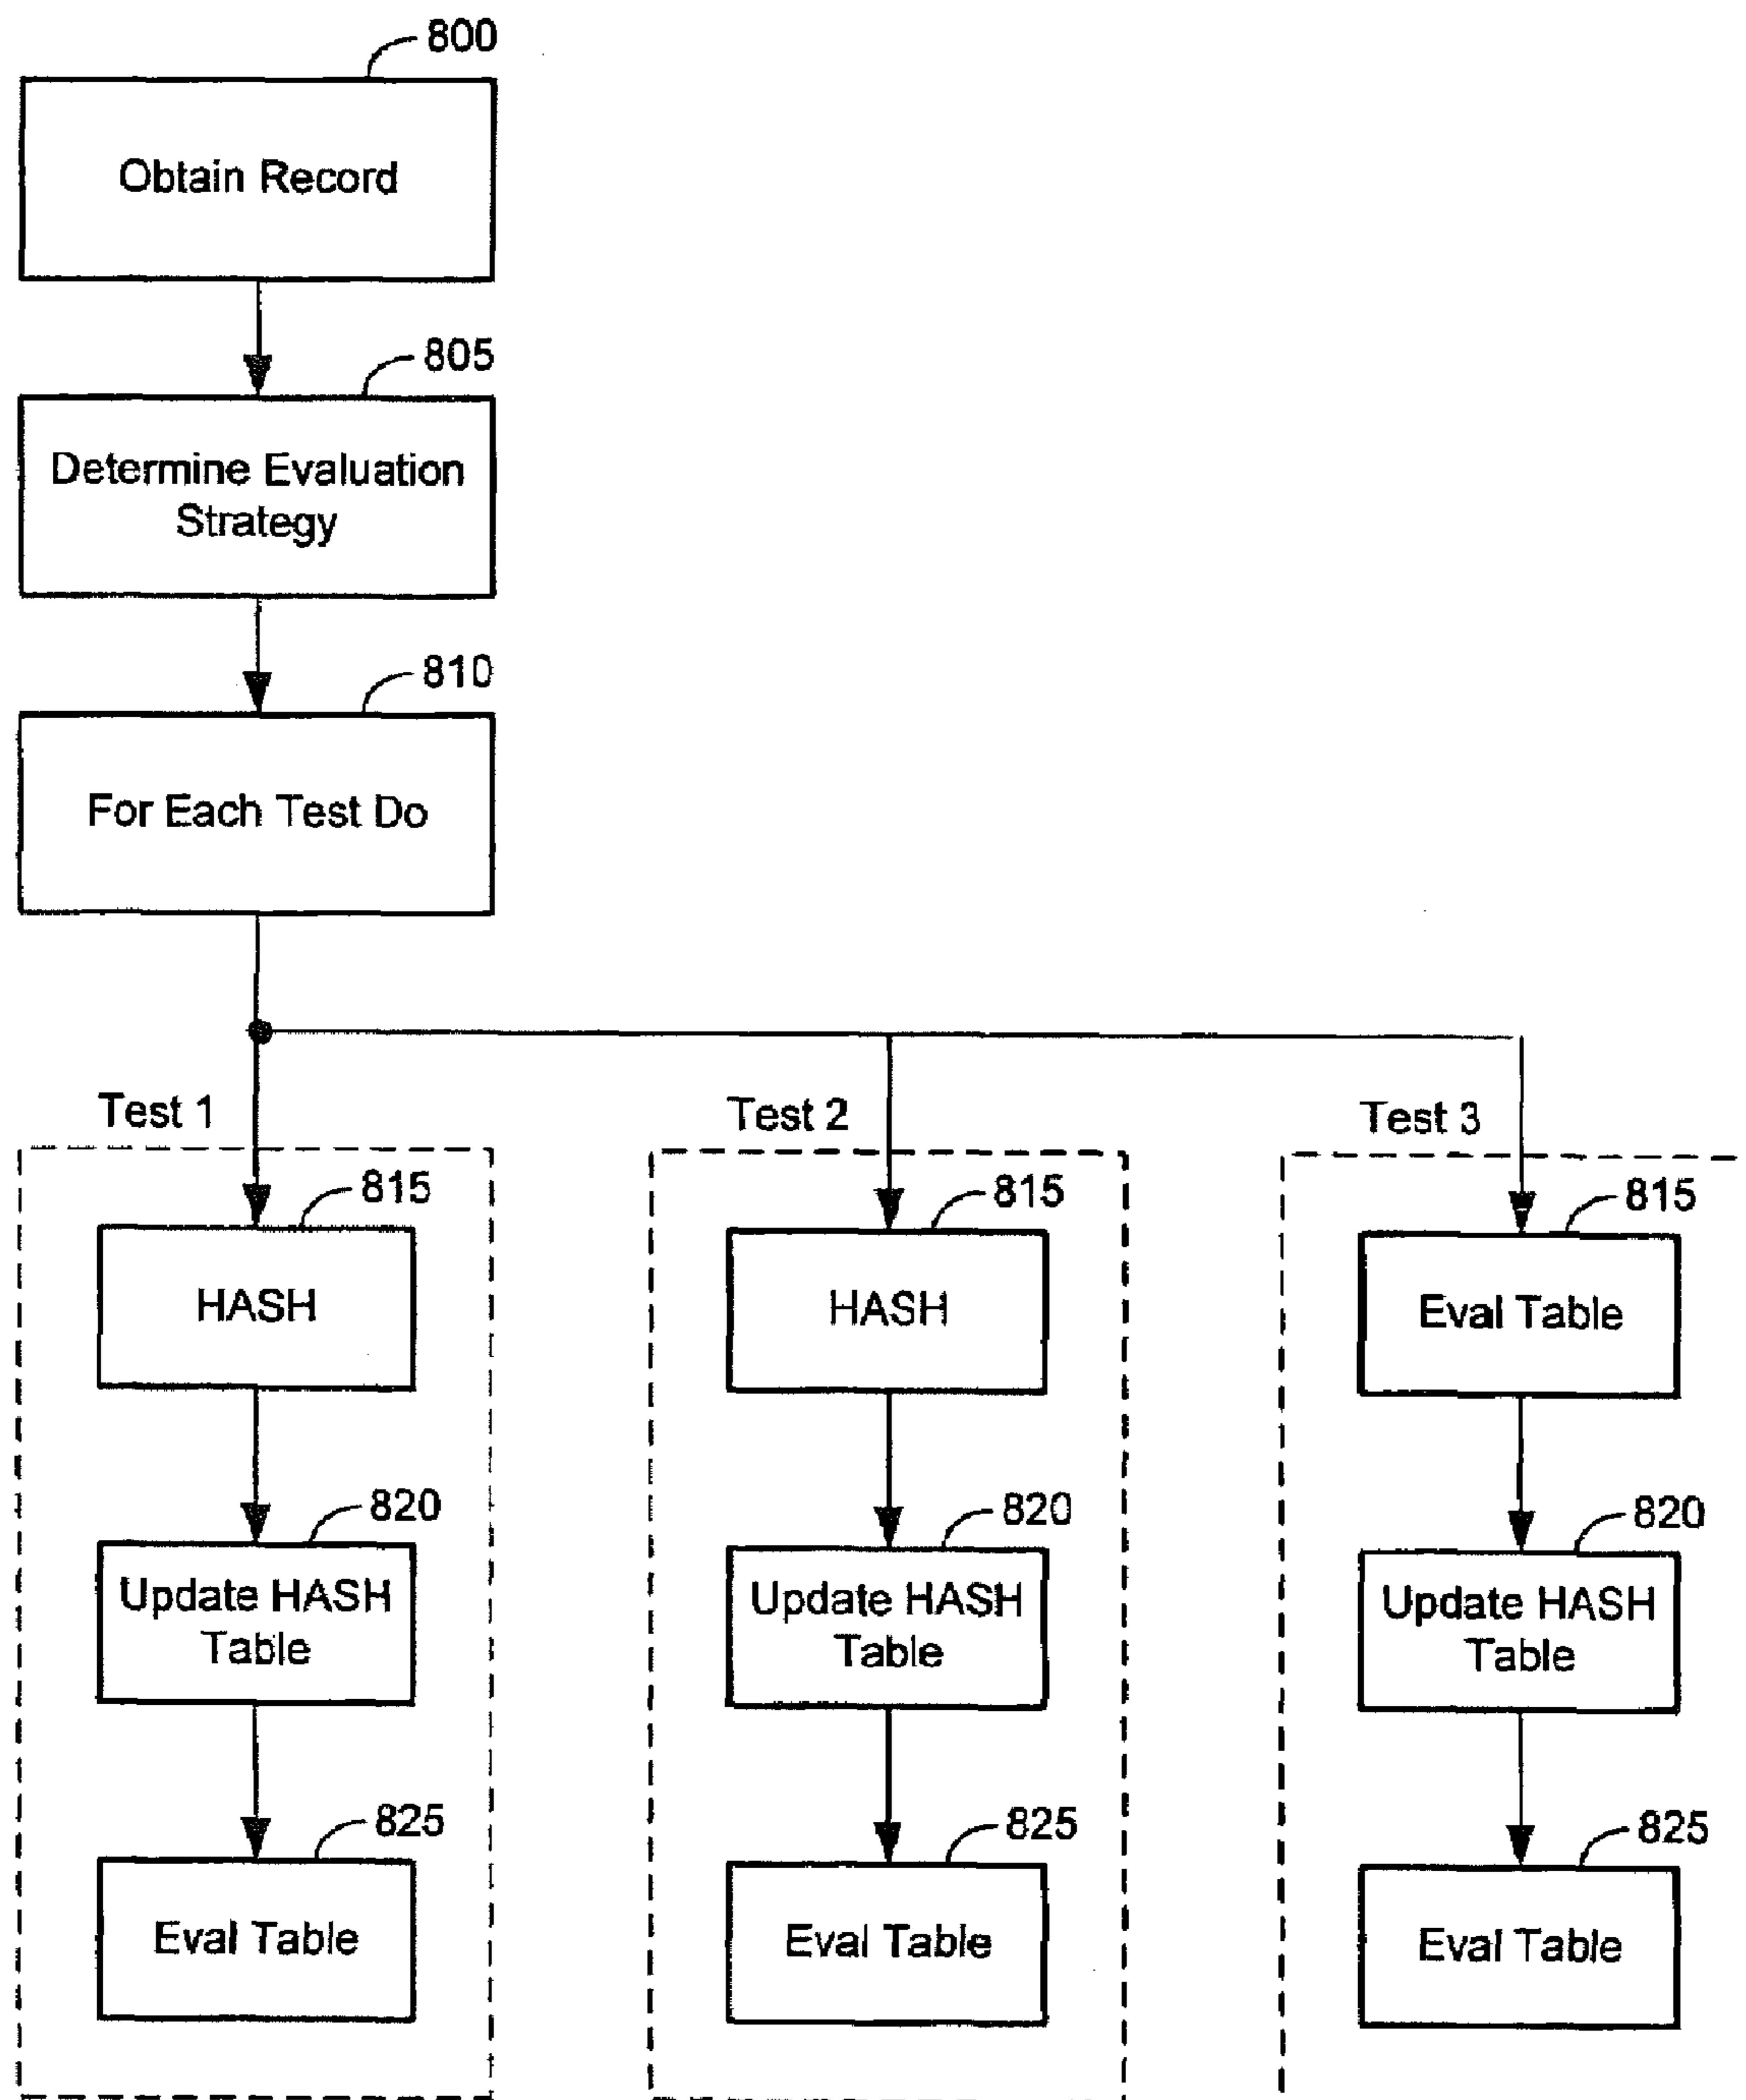 800
Obtain Record
805
Determine Evaluation
Strategy
810
For Each Test Do
Test 1
815
HASH
820
Update HASH
Table
825
Eval Table
Test 2
815
HASH
820
Update HASH
Table
825
Eval Table
Test 3
815
Eval Table
820
Update HASH
Table
825
Eval Table